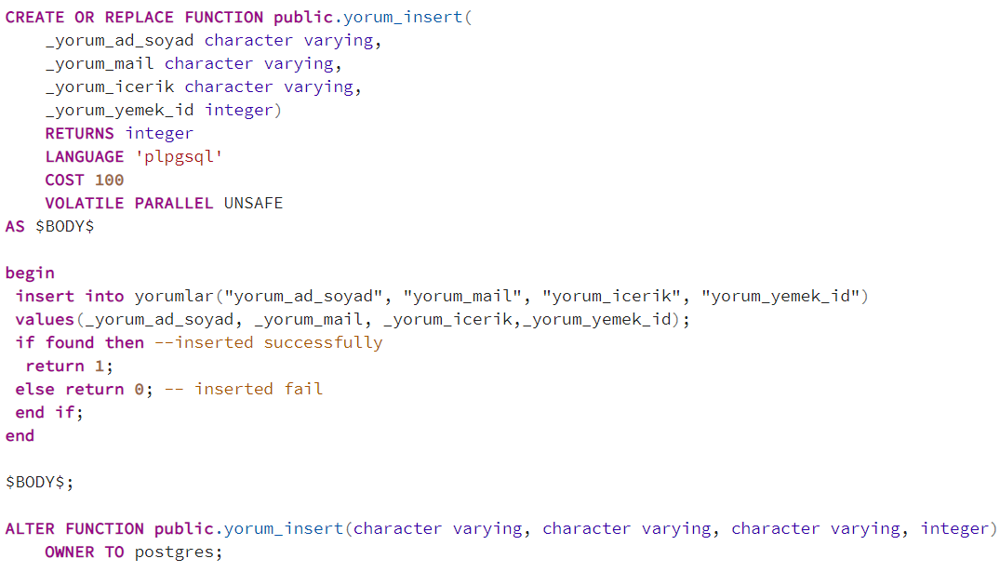 CREATE OR REPLACE FUNCTION public.yorum_insert(
    _yorum_ad_soyad character varying,
    _yorum_mail character varying,
    _yorum_icerik character varying,
    _yorum_yemek_id integer)
    RETURNS integer
    LANGUAGE 'plpgsql'
    COST 100
    VOLATILE PARALLEL UNSAFE
AS $BODY$

begin
 insert into yorumlar("yorum_ad_soyad", "yorum_mail", "yorum_icerik", "yorum_yemek_id")
 values(_yorum_ad_soyad, _yorum_mail, _yorum_icerik,_yorum_yemek_id);
 if found then --inserted successfully
  return 1;
 else return 0; -- inserted fail
 end if;
end

$BODY$;

ALTER FUNCTION public.yorum_insert(character varying, character varying, character varying, integer)
    OWNER TO postgres;